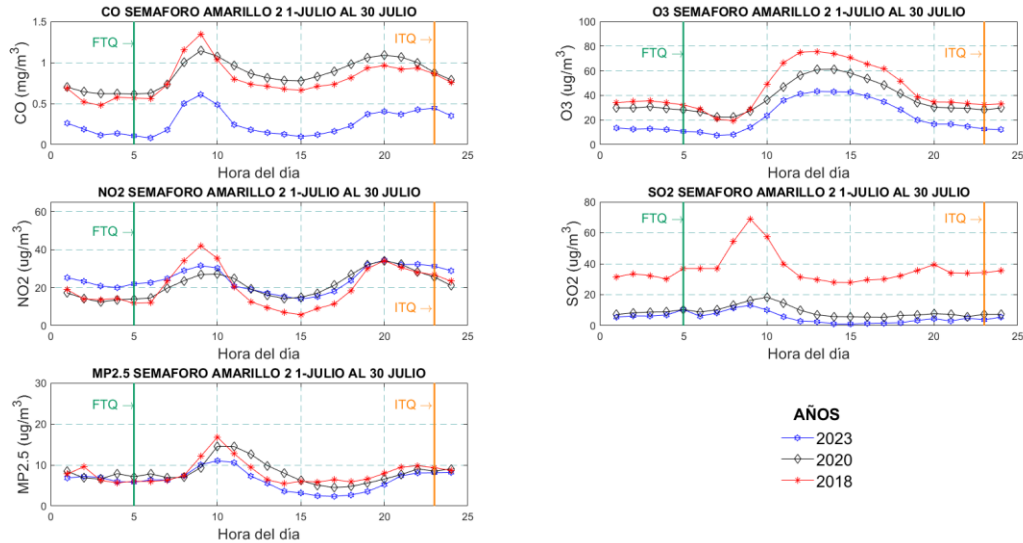 CO SEMAFORO AMARILLO 2 1-JULIO AL 30 JULIO
CO (mg/m³)
1.5
1
0.5
0
FTQ→
ITQ→
0 5 10 15 20 25
Hora del dìa
O3 SEMAFORO AMARILLO 2 1-JULIO AL 30 JULIO
O3 (ug/m³)
100
80
60
40
20
0
FTQ→
ITQ→
0 5 10 15 20 25
Hora del dìa
NO2 SEMAFORO AMARILLO 2 1-JULIO AL 30 JULIO
NO2 (ug/m³)
60
40
20
0
FTQ→
ITQ→
0 5 10 15 20 25
Hora del dìa
SO2 SEMAFORO AMARILLO 2 1-JULIO AL 30 JULIO
SO2 (ug/m³)
80
60
40
20
0
FTQ→
ITQ→
0 5 10 15 20 25
Hora del dìa
MP2.5 SEMAFORO AMARILLO 2 1-JULIO AL 30 JULIO
MP2.5 (ug/m³)
30
20
10
0
FTQ→
ITQ→
0 5 10 15 20 25
Hora del dìa
AÑOS
2023
2020
2018